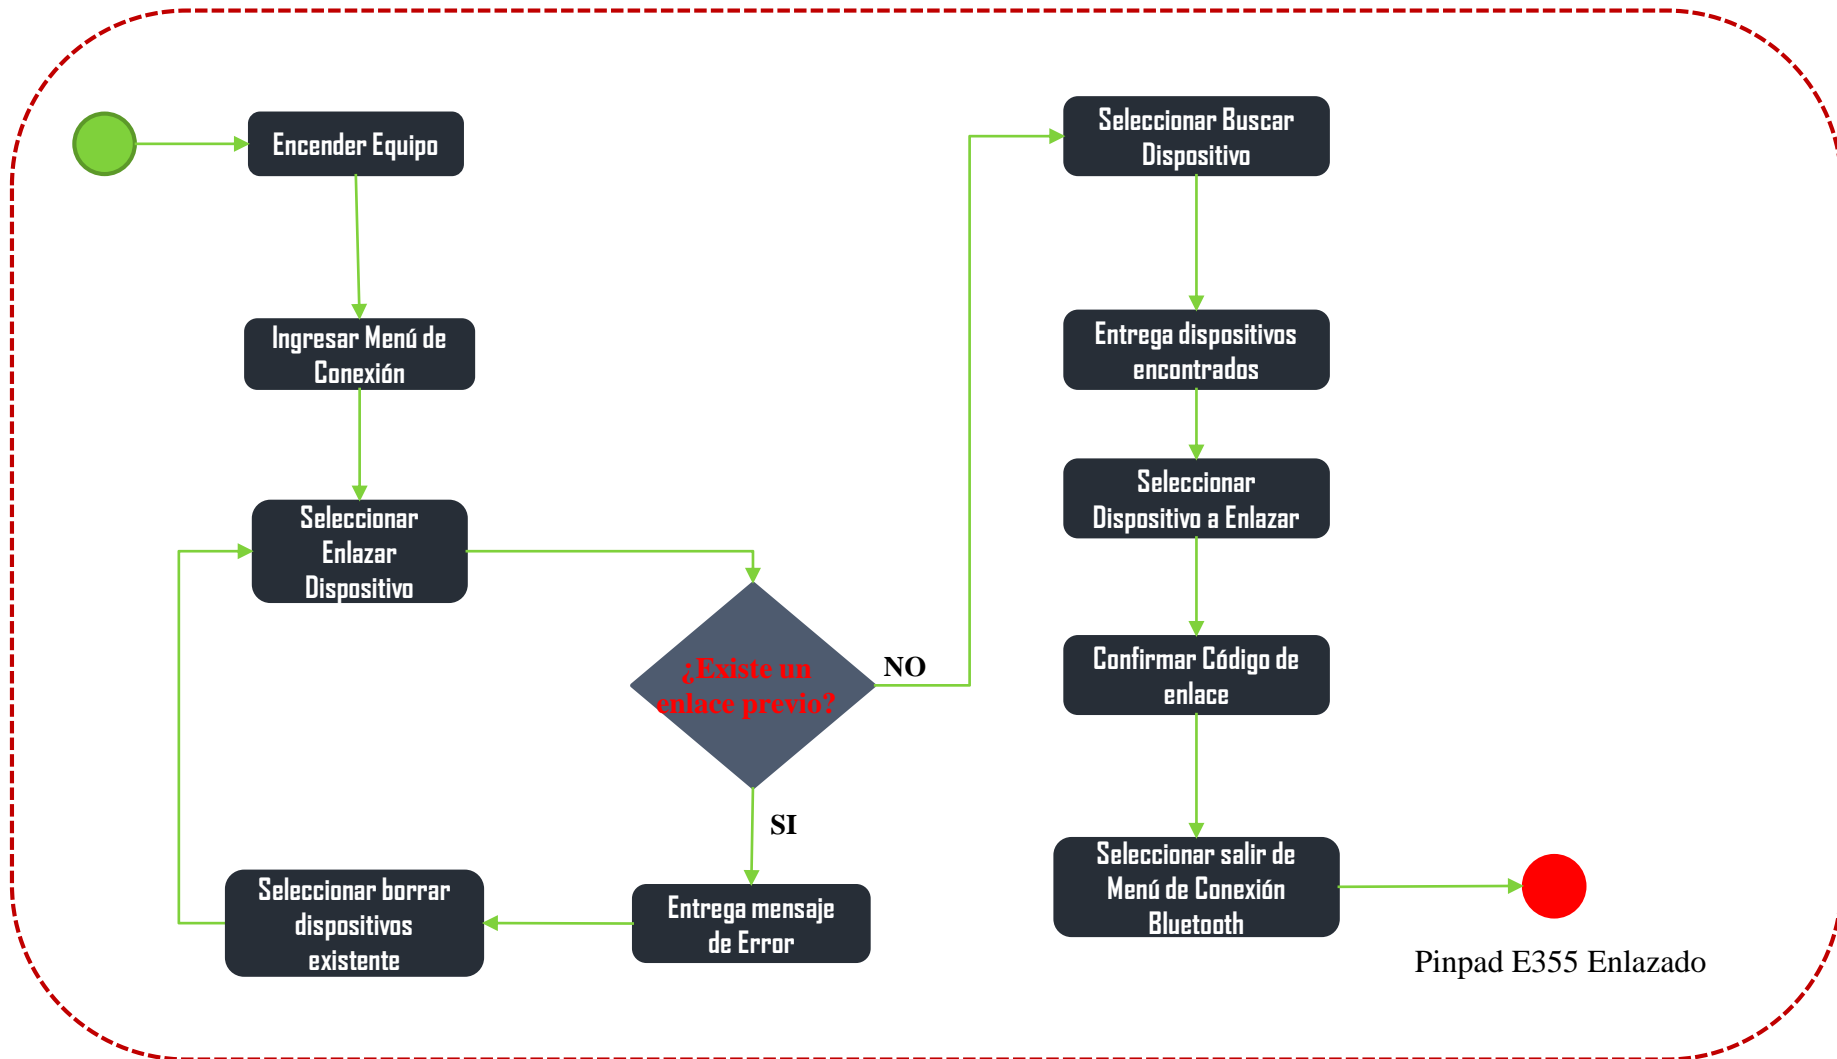 Encender Equipo
Ingresar Menú de
Conexión
Seleccionar
Enlazar
Dispositivo
¿Existe un
enlace previo?
NO
SI
Entrega mensaje
de Error
Seleccionar borrar
dispositivos
existente
Seleccionar Buscar
Dispositivo
Entrega dispositivos
encontrados
Seleccionar
Dispositivo a Enlazar
Confirmar Código de
enlace
Seleccionar salir de
Menú de Conexión
Bluetooth
Pinpad E355 Enlazado